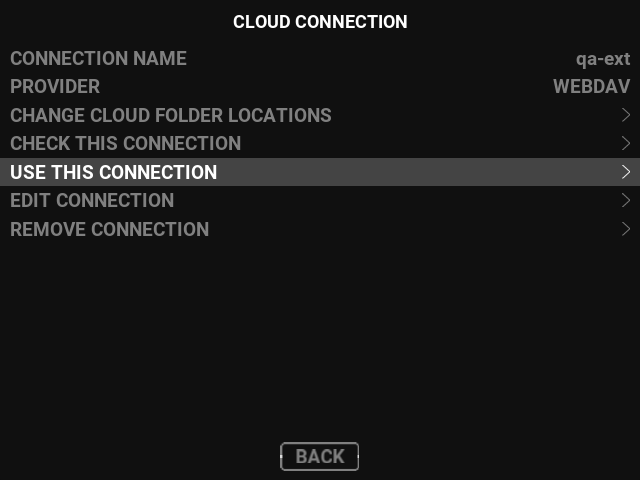 CLOUD CONNECTION
CONNECTION NAME qa-ext
PROVIDER WEBDAV
CHANGE CLOUD FOLDER LOCATIONS
CHECK THIS CONNECTION
USE THIS CONNECTION
EDIT CONNECTION
REMOVE CONNECTION
BACK